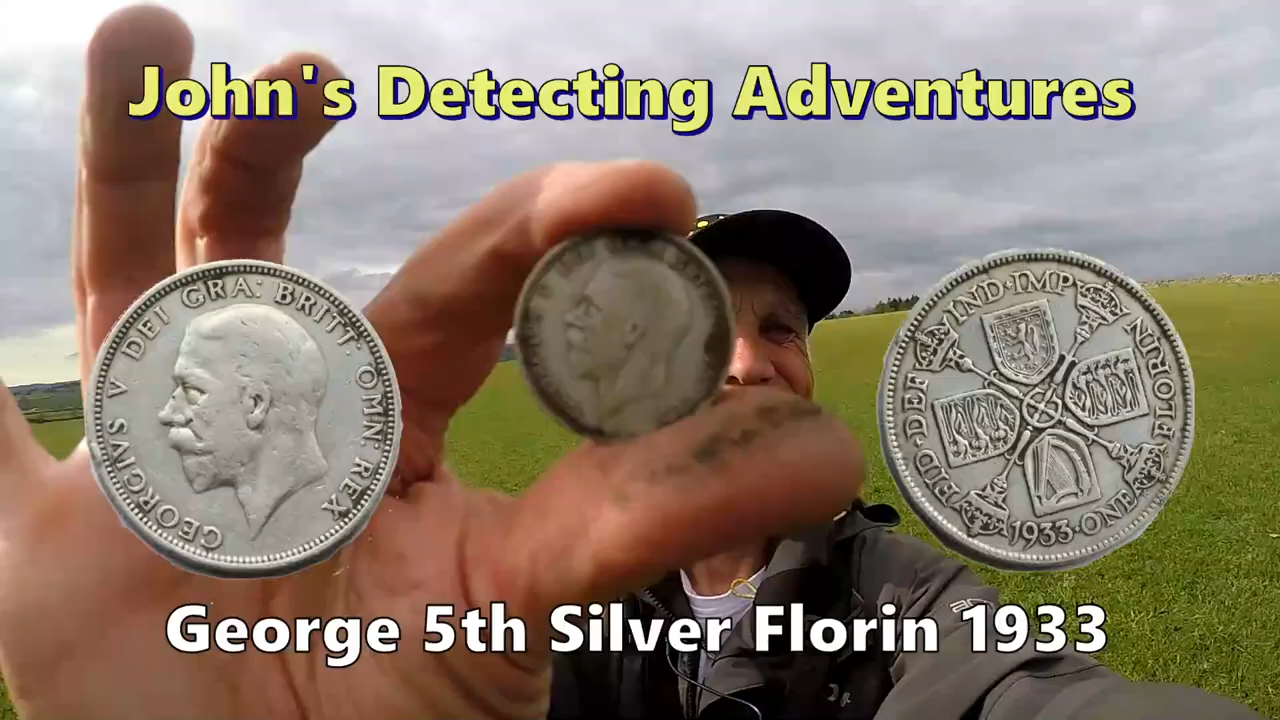 John's Detecting Adventures
GEORGIVS V DEI GRA: BRITT: OMN: REX
FID·DEF IND·IMP
1933·ONE FLORIN
George 5th Silver Florin 1933